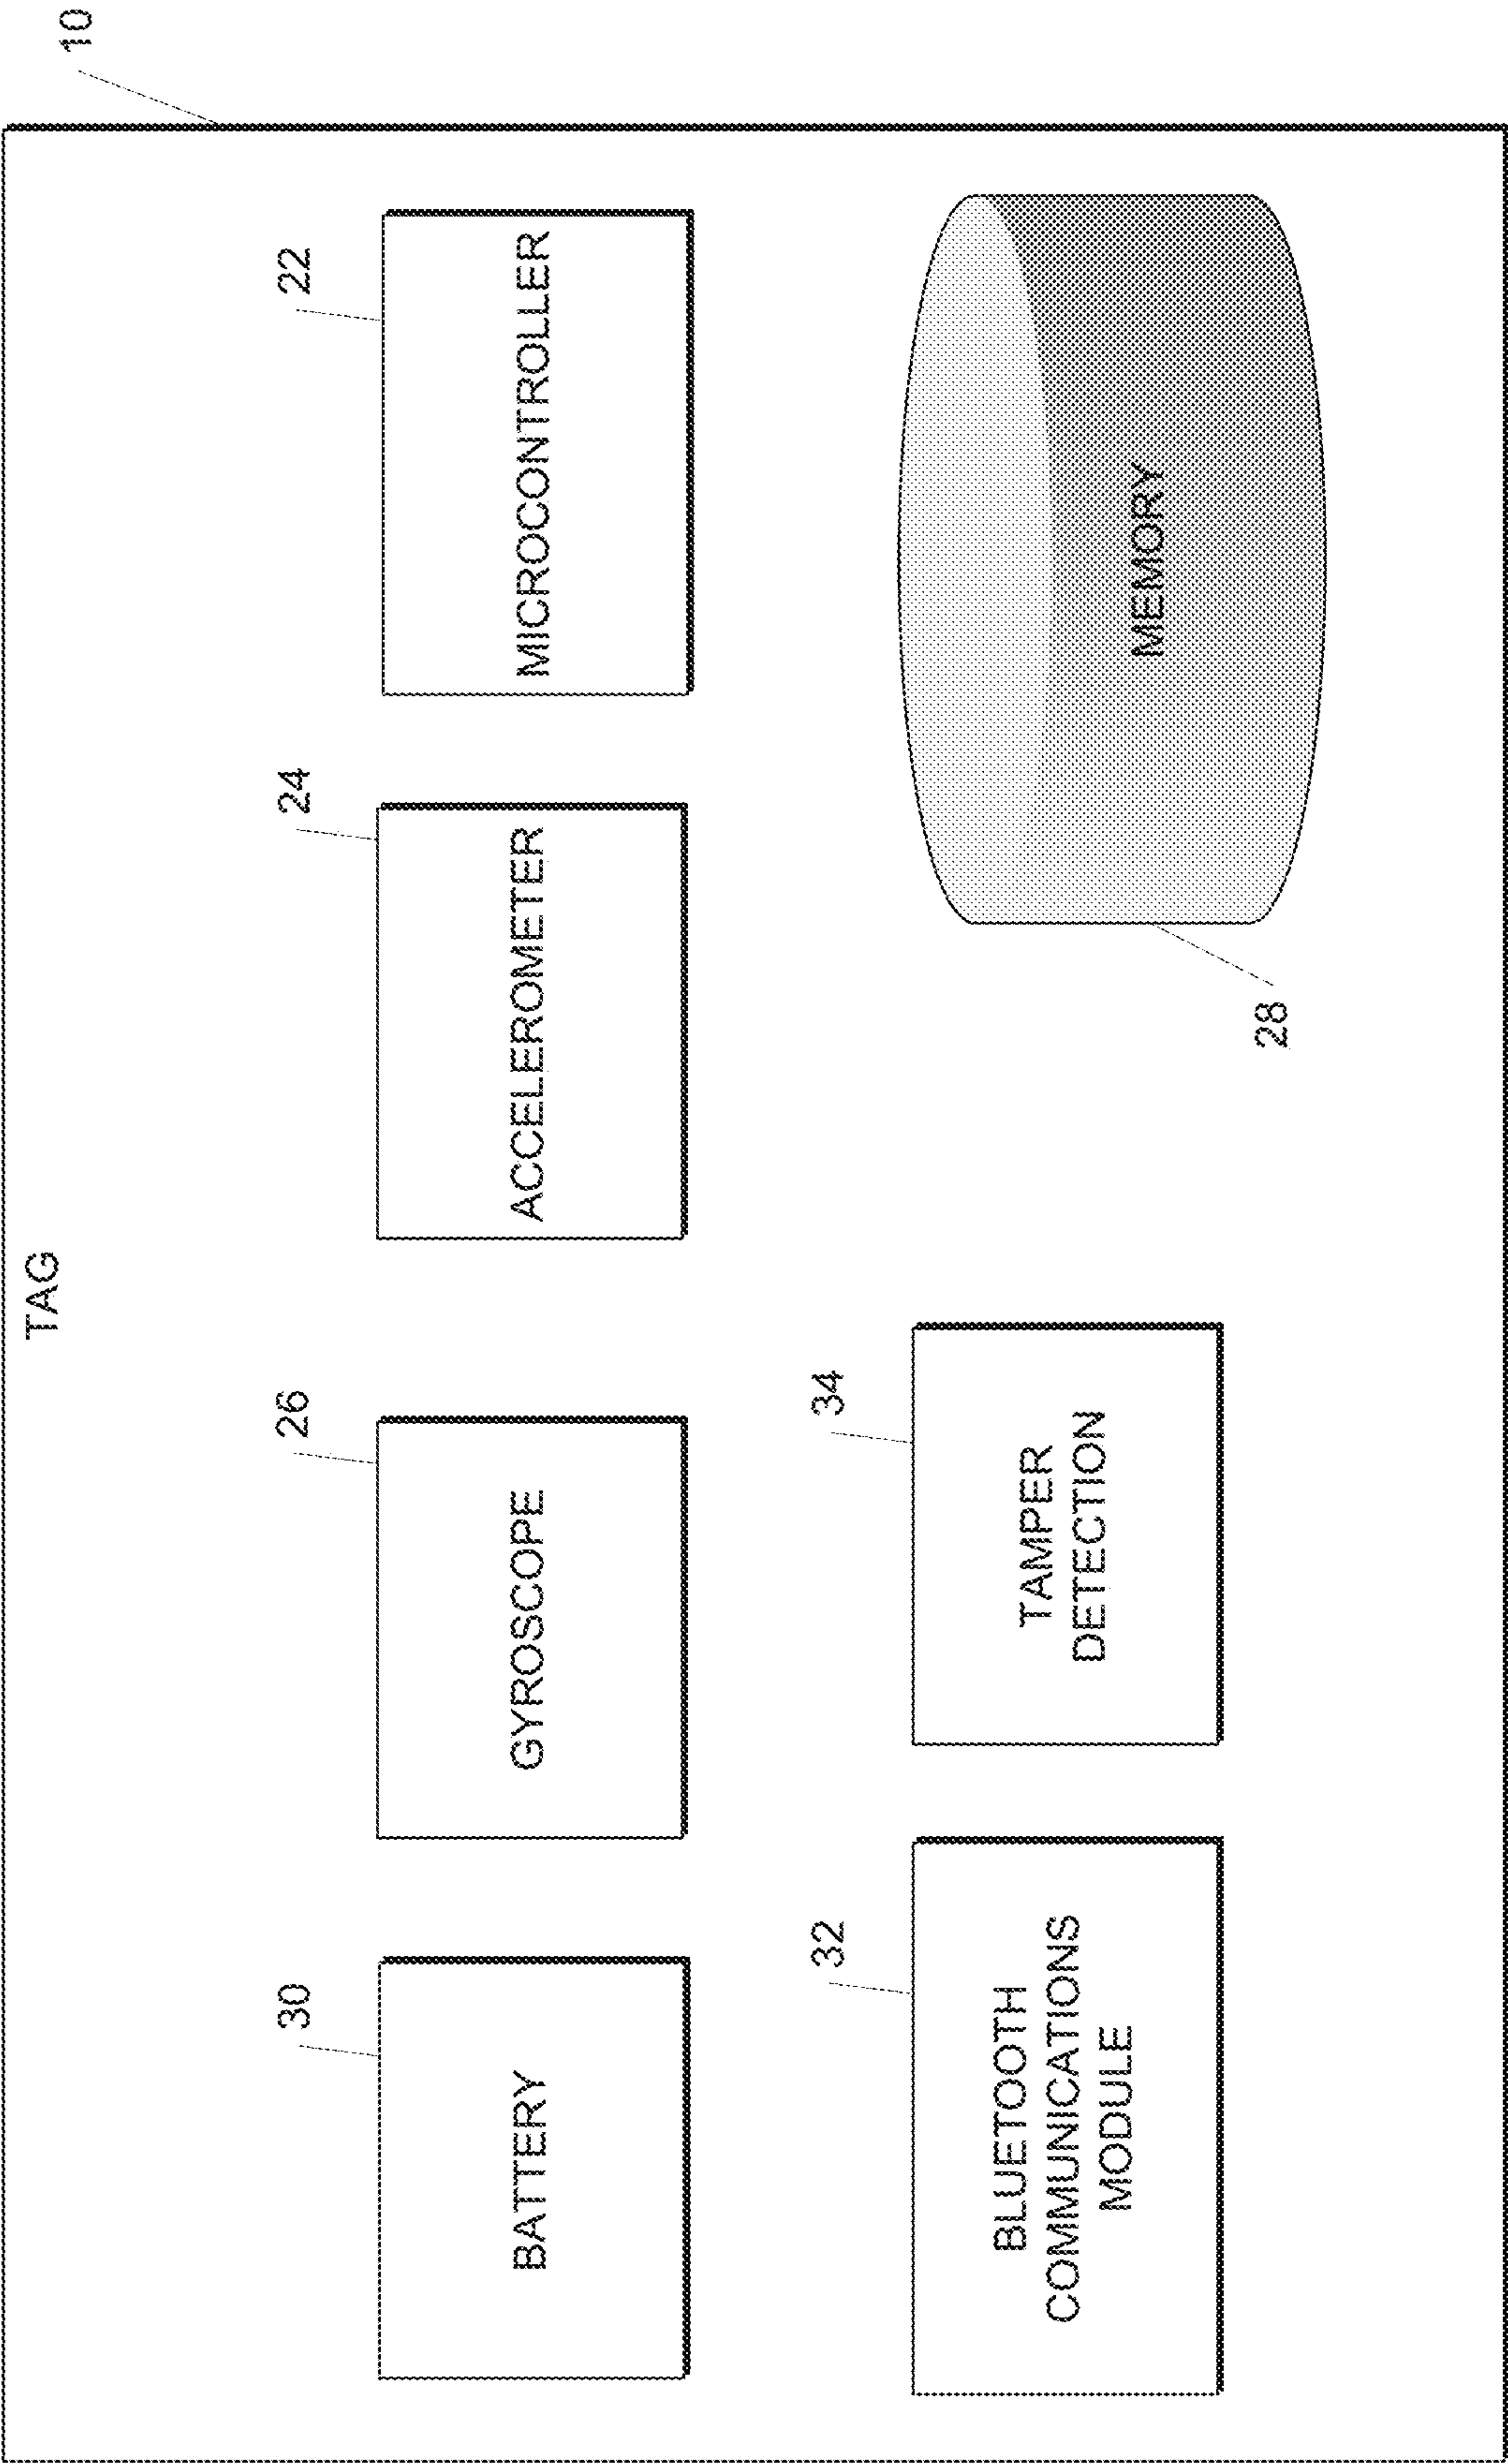 TAG
10
30
BATTERY
26
GYROSCOPE
24
ACCELEROMETER
22
MICROCONTROLLER
32
BLUETOOTH
COMMUNICATIONS
MODULE
34
TAMPER
DETECTION
28
MEMORY